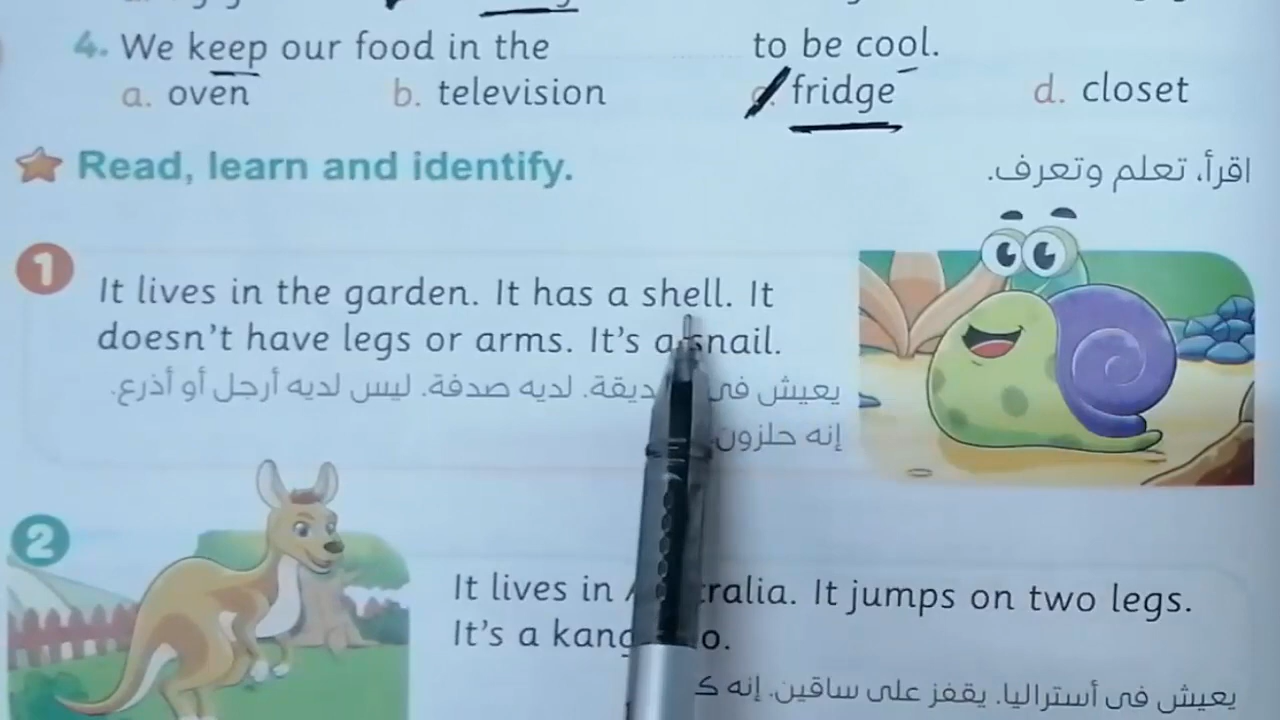 4. We keep our food in the to be cool.
a. oven b. television c. fridge d. closet
Read, learn and identify.
اقرأ، تعلم وتعرف.
1
It lives in the garden. It has a shell. It
doesn't have legs or arms. It's a snail.
يعيش في لديه صدفة. ليس لديه أرجل أو أذرع.
إنه حلزون
2
It lives in It jumps on two legs.
It's a
يعيش في أستراليا. يقفز على ساقين. إنه